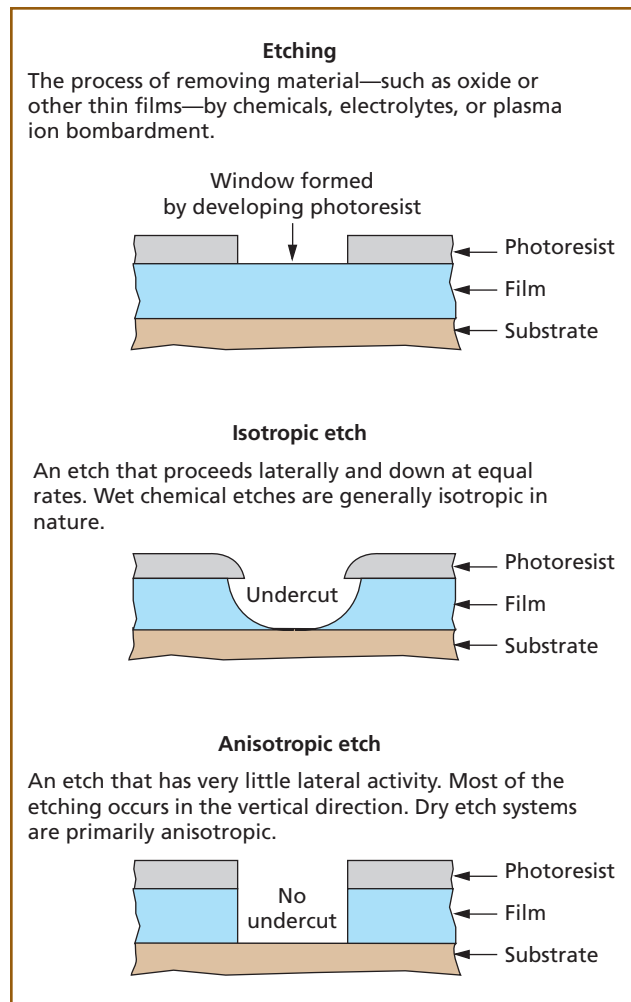 Etching
The process of removing material—such as oxide or
other thin films—by chemicals, electrolytes, or plasma
ion bombardment.
Window formed
by developing photoresist
Photoresist
Film
Substrate
Isotropic etch
An etch that proceeds laterally and down at equal
rates. Wet chemical etches are generally isotropic in
nature.
Photoresist
Undercut
Film
Substrate
Anisotropic etch
An etch that has very little lateral activity. Most of the
etching occurs in the vertical direction. Dry etch systems
are primarily anisotropic.
Photoresist
No
undercut
Film
Substrate